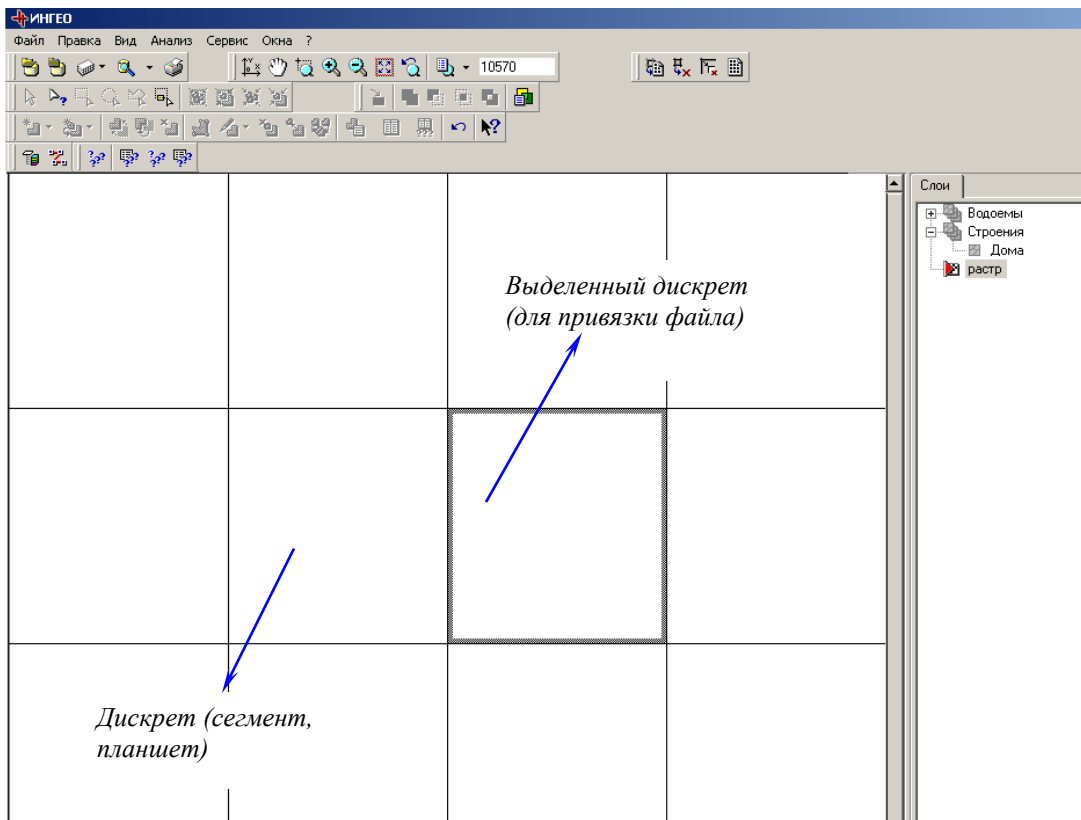 ИНГЕО
Файл Правка Вид Анализ Сервис Окна ?
10570
Слои
Водоемы
Строения
Дома
растр
Выделенный дискрет
(для привязки файла)
Дискрет (сегмент,
планшет)